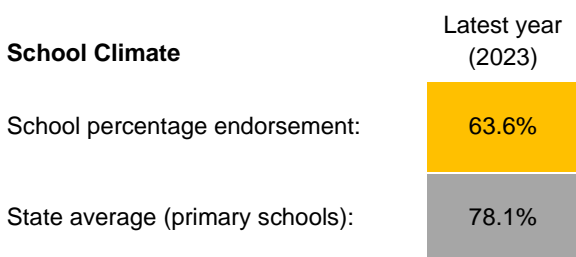 School Climate
Latest year
(2023)
School percentage endorsement: 63.6%
State average (primary schools): 78.1%